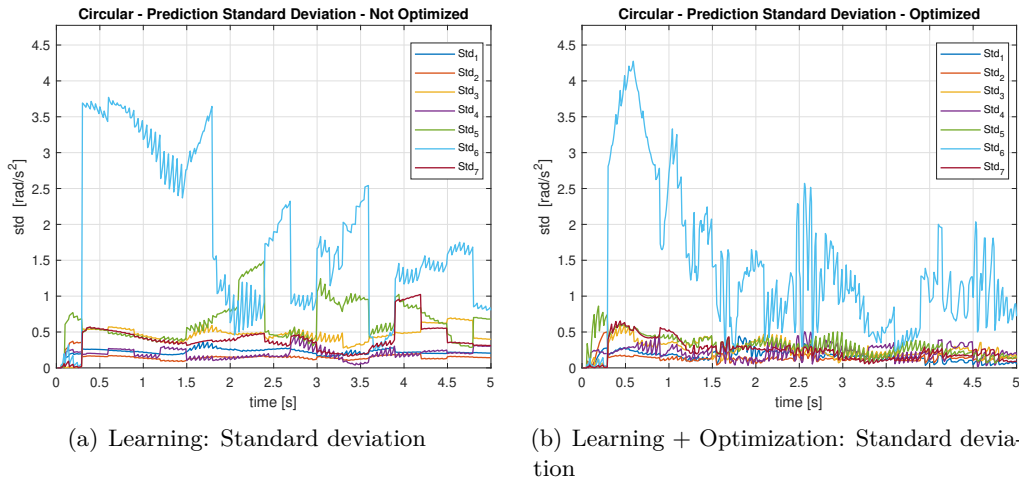 Circular - Prediction Standard Deviation - Not Optimized
std [rad/s²]
4.5
4
3.5
3
2.5
2
1.5
1
0.5
0
0 0.5 1 1.5 2 2.5 3 3.5 4 4.5 5
time [s]
Std₁
Std₂
Std₃
Std₄
Std₅
Std₆
Std₇
(a) Learning: Standard deviation
Circular - Prediction Standard Deviation - Optimized
std [rad/s²]
4.5
4
3.5
3
2.5
2
1.5
1
0.5
0
0 0.5 1 1.5 2 2.5 3 3.5 4 4.5 5
time [s]
Std₁
Std₂
Std₃
Std₄
Std₅
Std₆
Std₇
(b) Learning + Optimization: Standard devia-
tion